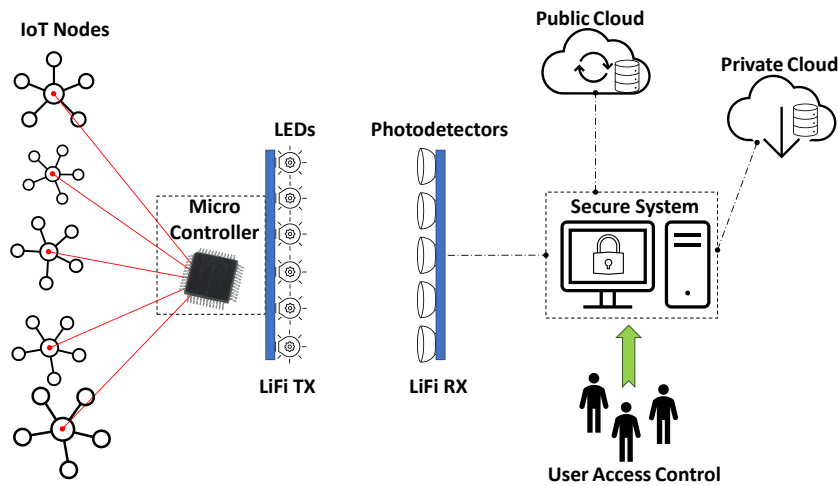 Public Cloud
IoT Nodes
Private Cloud
LEDs
Photodetectors
Micro
Controller
Secure System
LiFi TX
LiFi RX
User Access Control